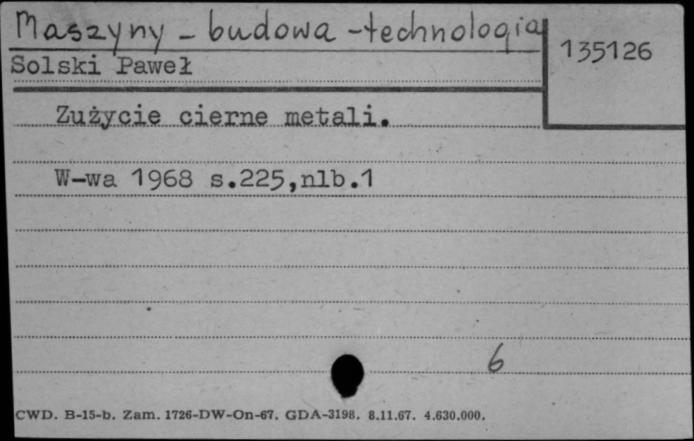 Maszyny - budowa - technologia
135126
Solski Paweł
Zużycie cierne metali.
W-wa 1968 s.225,nlb.1
6
CWD. B-15-b. Zam. 1726-DW-On-67. GDA-3198. 8.11.67. 4.630.000.